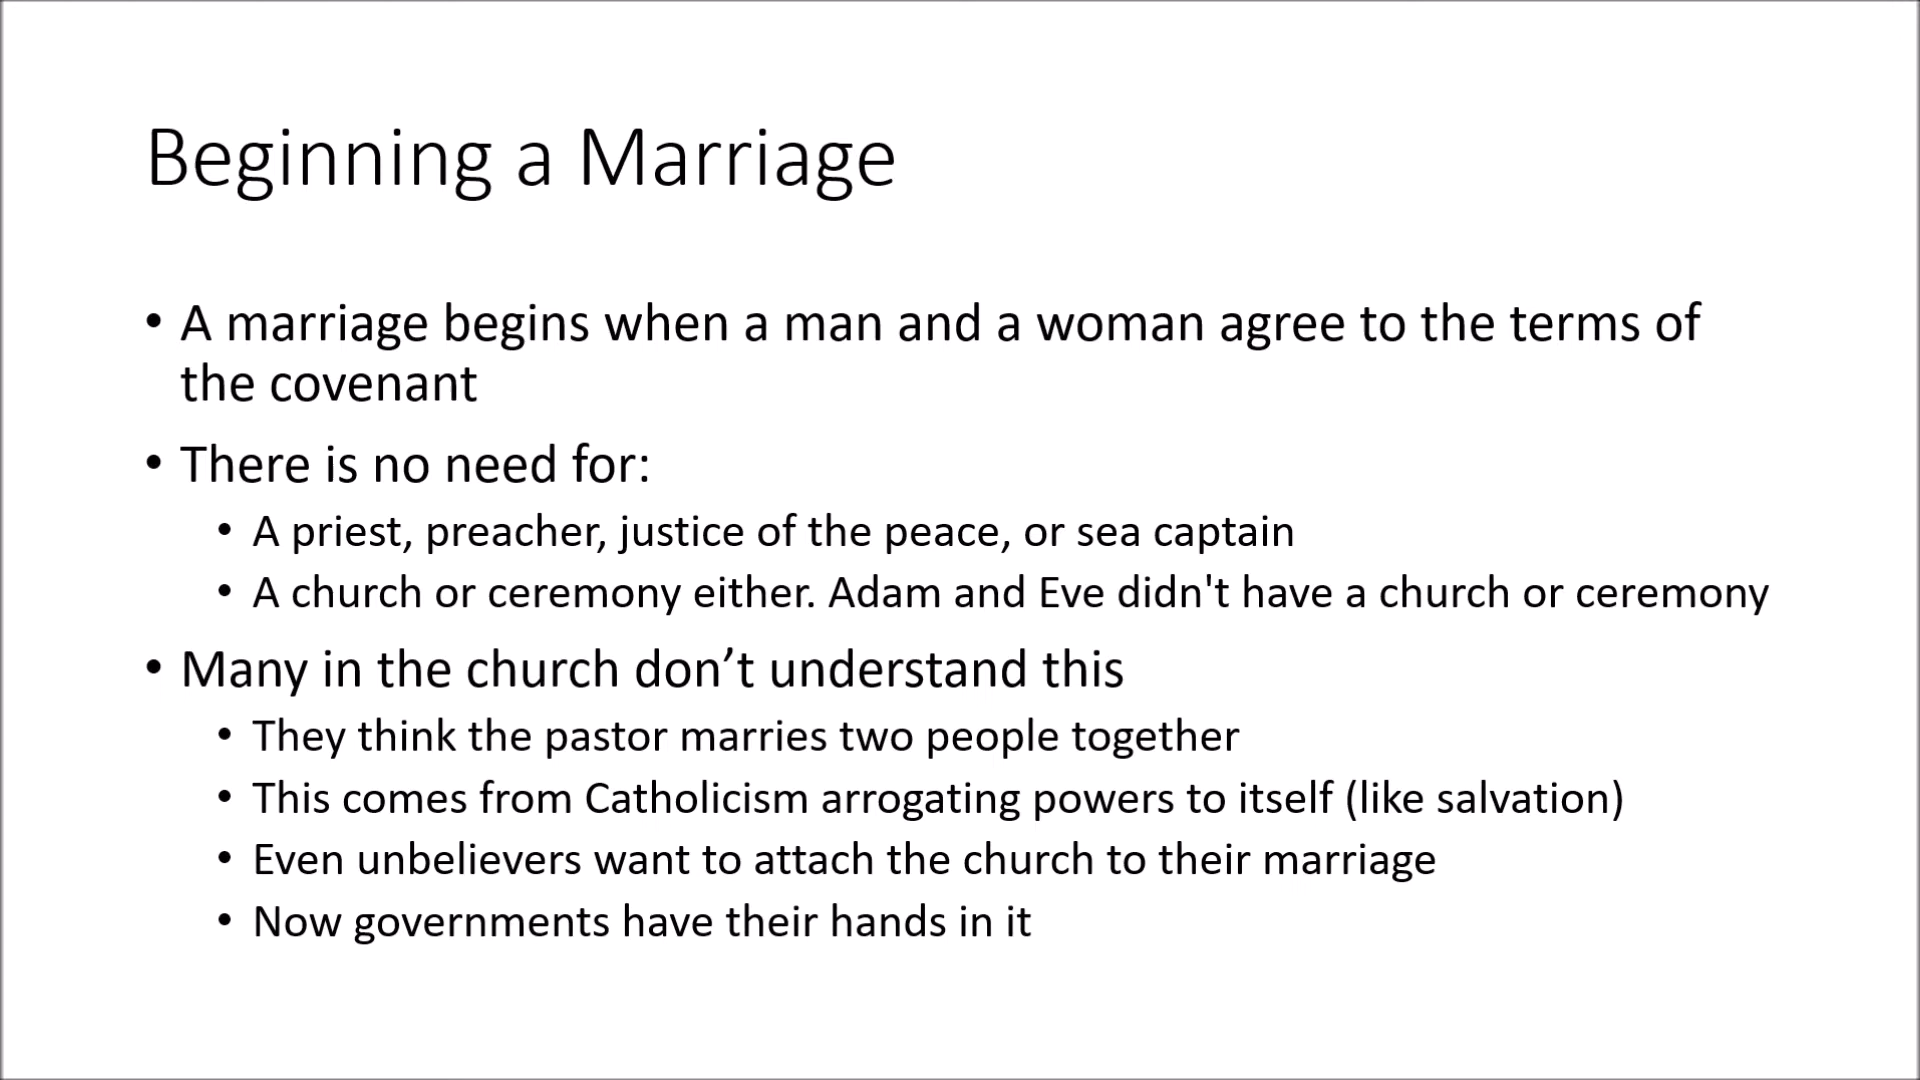 Beginning a Marriage
• A marriage begins when a man and a woman agree to the terms of
the covenant
• There is no need for:
• A priest, preacher, justice of the peace, or sea captain
• A church or ceremony either. Adam and Eve didn't have a church or ceremony
• Many in the church don’t understand this
• They think the pastor marries two people together
• This comes from Catholicism arrogating powers to itself (like salvation)
• Even unbelievers want to attach the church to their marriage
• Now governments have their hands in it